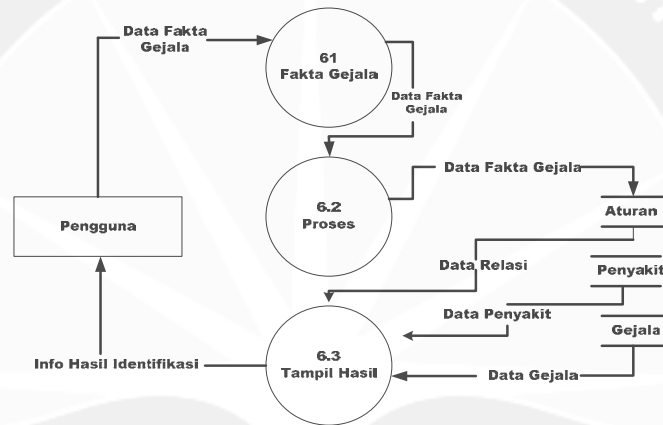 Data Fakta
Gejala
61
Fakta Gejala
Data Fakta
Gejala
6.2
Proses
Data Fakta Gejala
Aturan
Pengguna
Data Relasi
Penyakit
Data Penyakit
Gejala
6.3
Tampil Hasil
Info Hasil Identifikasi
Data Gejala